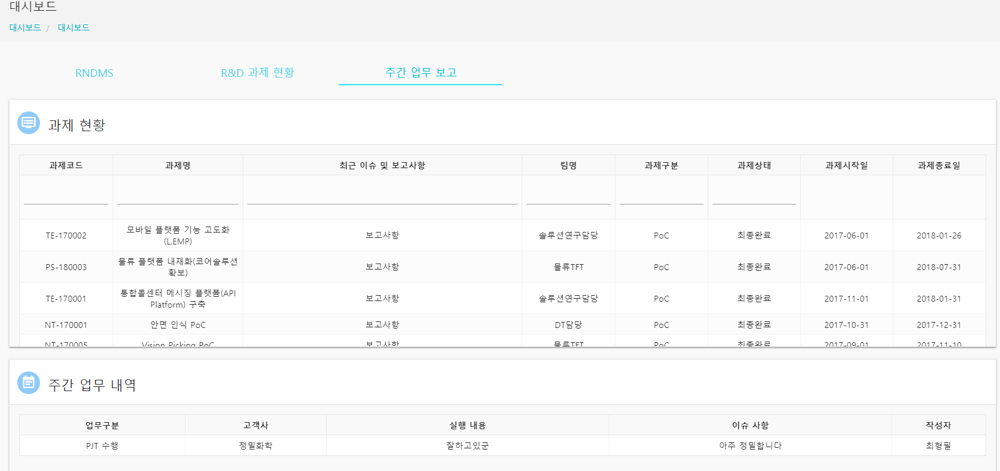 대시보드
대시보드 / 대시보드
RNDMS R&D 과제 현황 주간 업무 보고
과제 현황
과제코드 과제명 최근 이슈 및 보고사항 팀명 과제구분 과제상태 과제시작일 과제종료일
TE-170002 모바일 플랫폼 기능 고도화 보고사항 솔루션연구담당 PoC 최종완료 2017-06-01 2018-01-26
(L.EMP)
PS-180003 물류 플랫폼 내재화(코어솔루션 보고사항 물류TFT PoC 최종완료 2017-06-01 2018-07-31
확보)
TE-170001 통합콜센터 메시징 플랫폼(API 보고사항 솔루션연구담당 PoC 최종완료 2017-11-01 2018-01-31
Platform) 구축
NT-170001 안면 인식 PoC 보고사항 DT담당 PoC 최종완료 2017-10-31 2017-12-31
NT-170005 Vision Picking PoC 보고사항 물류TFT PoC 최종완료 2017-09-01 2017-11-10
주간 업무 내역
업무구분 고객사 실행 내용 이슈 사항 작성자
PJT 수행 정밀화학 잘하고있군 아주 정밀합니다 최형필